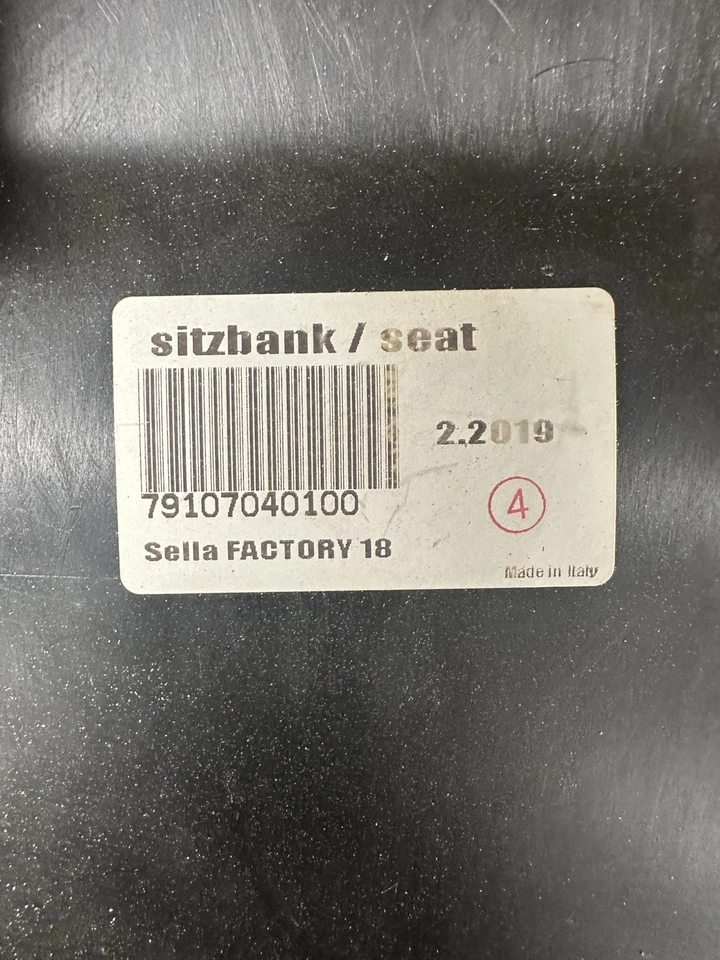 sitzbank / seat
2.2019
79107040100
4
Sella FACTORY 18
Made in Italy